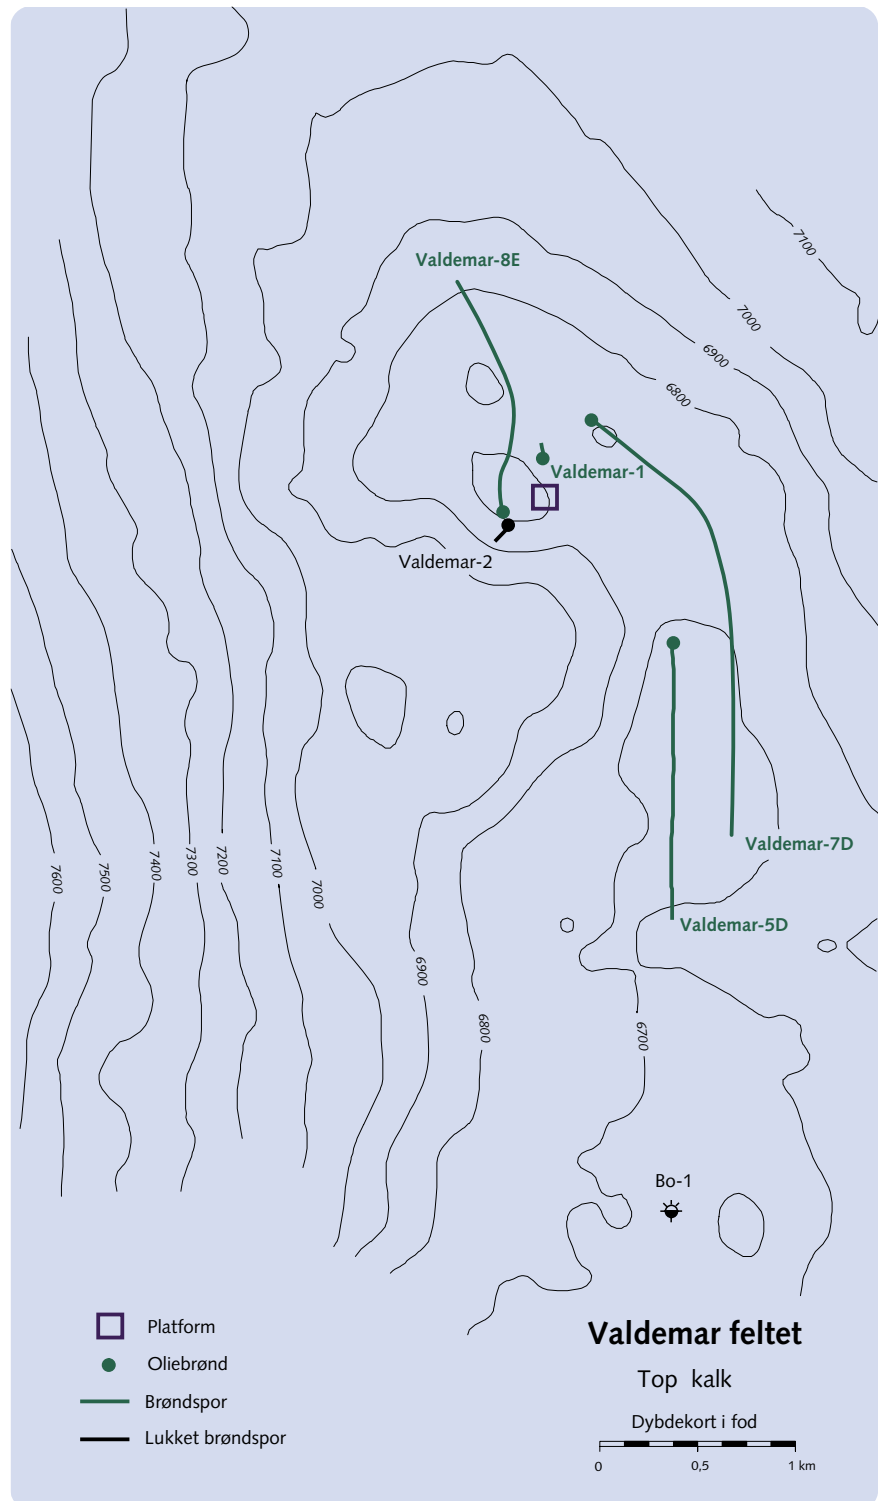 7100
7000
6900
6800
Valdemar-8E
Valdemar-1
Valdemar-2
Valdemar-7D
Valdemar-5D
7600
7500
7400
7300
7200
7100
7000
6900
6800
6700
Bo-1
Platform
Oliebrønd
Brøndspor
Lukket brøndspor
Valdemar feltet
Top kalk
Dybdekort i fod
0 0,5 1 km